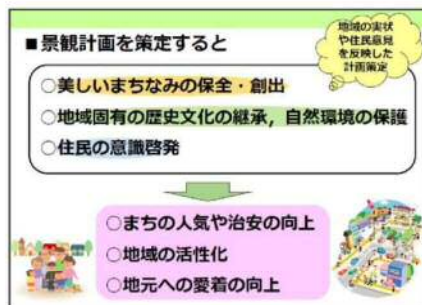 ■景観計画を策定すると
地域の実状
や住民意見
を反映した
計画策定
○美しいまちなみの保全・創出
○地域固有の歴史文化の継承，自然環境の保護
○住民の意識啓発
○まちの人気や治安の向上
○地域の活性化
○地元への愛着の向上